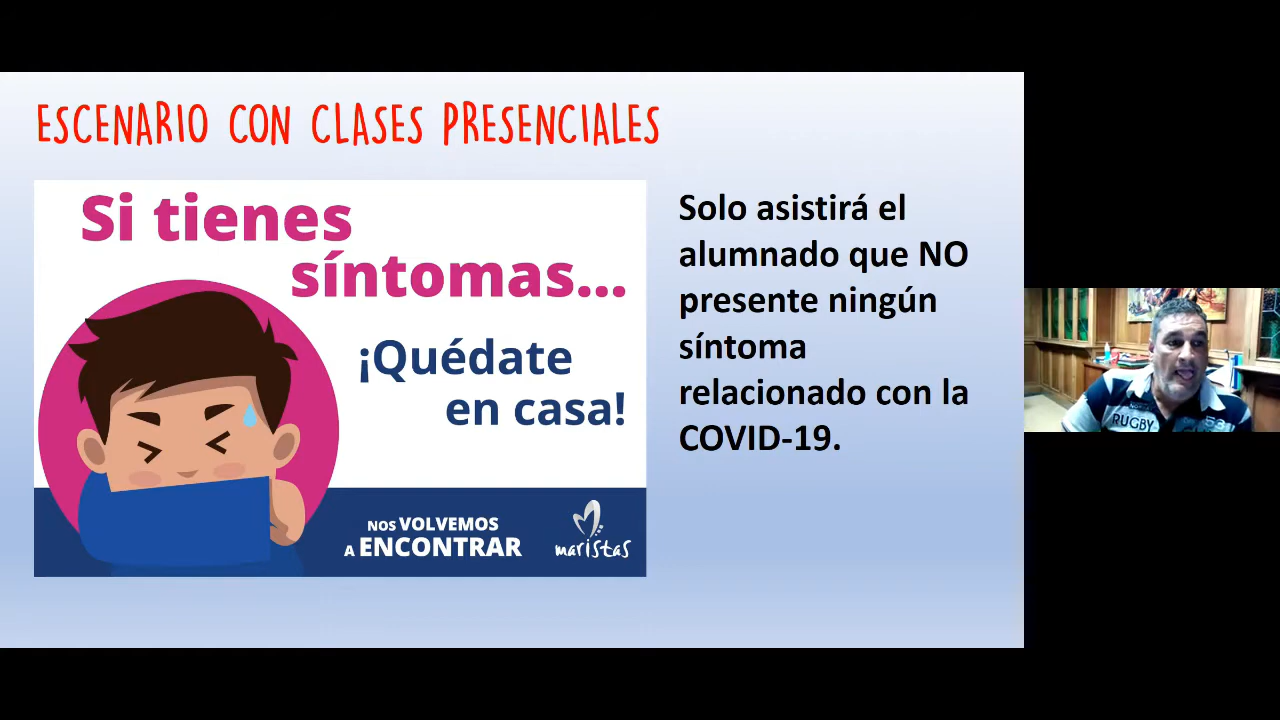 ESCENARIO CON CLASES PRESENCIALES
Si tienes
síntomas...
¡Quédate
en casa!
NOS VOLVEMOS
A ENCONTRAR
maristas
Solo asistirá el
alumnado que NO
presente ningún
síntoma
relacionado con la
COVID-19.
RUGBY